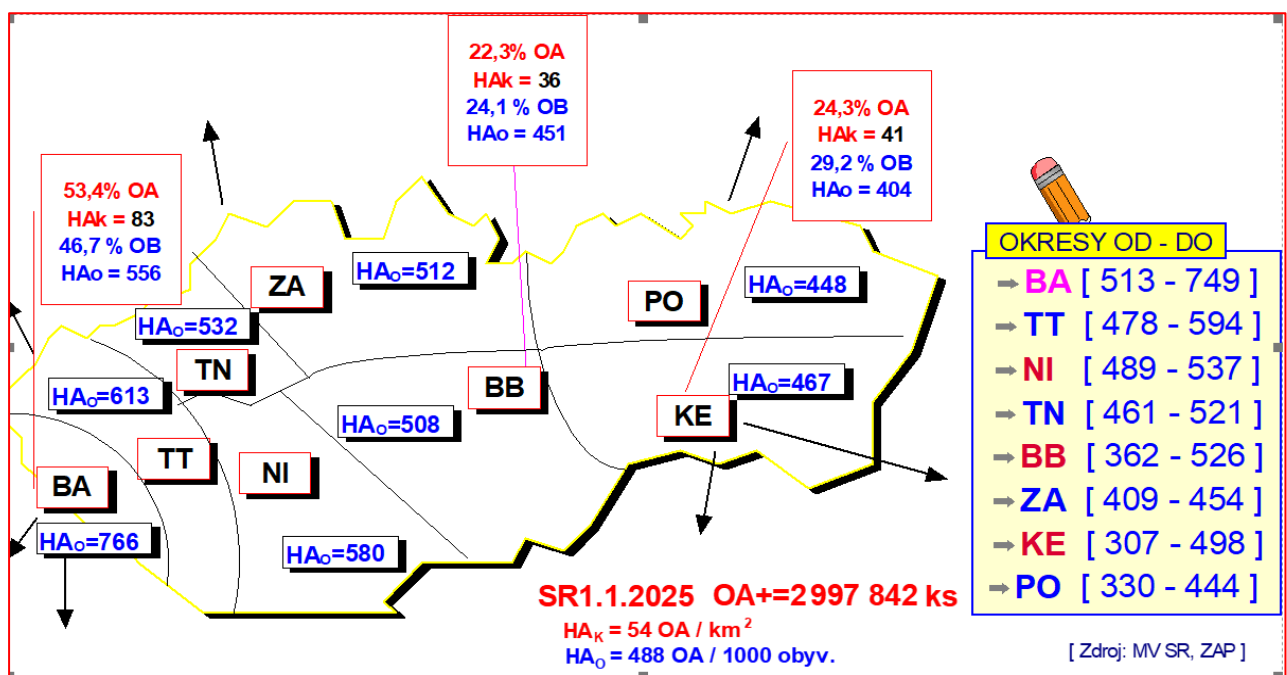 22,3% OA
HAk = 36
24,1 % OB
HAo = 451
24,3% OA
HAk = 41
29,2 % OB
HAo = 404
53,4% OA
HAk = 83
46,7 % OB
HAo = 556
OKRESY OD - DO
BA [ 513 - 749 ]
TT [ 478 - 594 ]
NI [ 489 - 537 ]
TN [ 461 - 521 ]
BB [ 362 - 526 ]
ZA [ 409 - 454 ]
KE [ 307 - 498 ]
PO [ 330 - 444 ]
HAO=512
ZA
HAO=448
PO
HAO=532
TN
HAO=613
BB
HAO=467
KE
HAO=508
TT
NI
BA
HAO=766
HAO=580
SR1.1.2025 OA+=2 997 842 ks
HAK = 54 OA / km²
HAO = 488 OA / 1000 obyv.
[ Zdroj: MV SR, ZAP ]